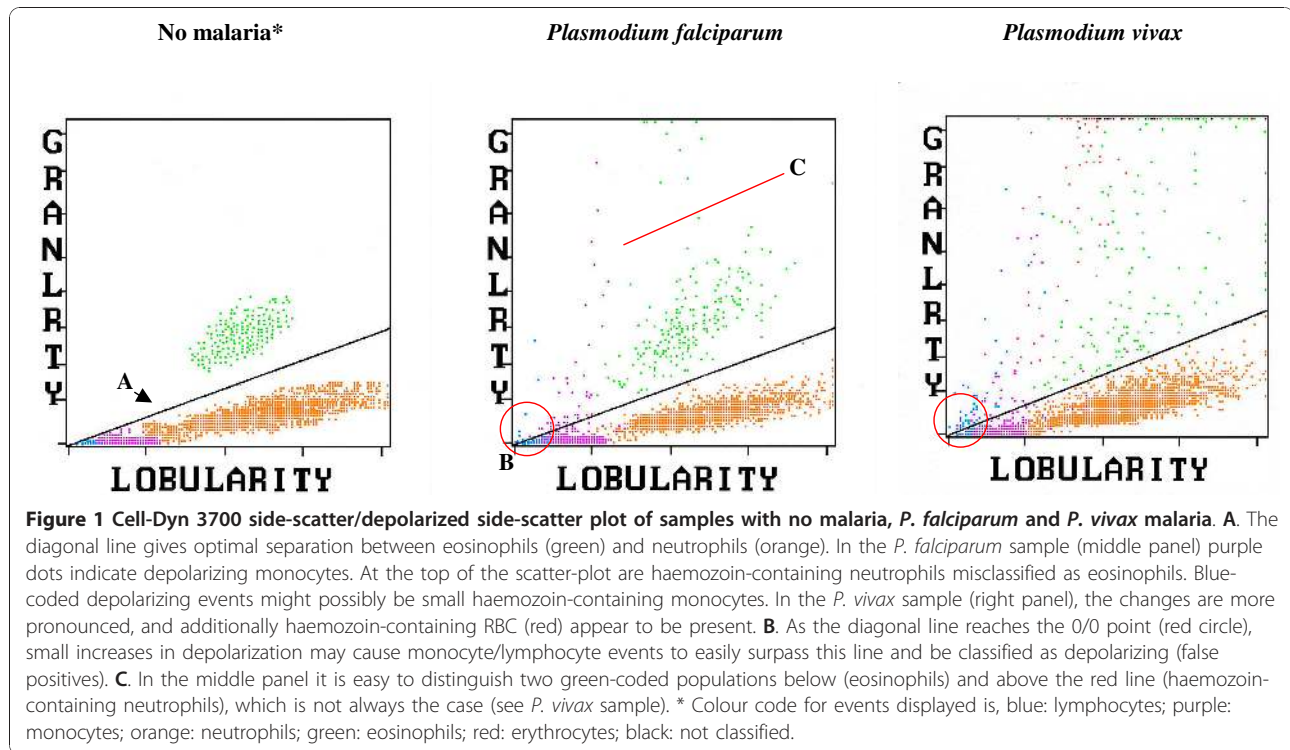 No malaria*
Plasmodium falciparum
Plasmodium vivax
GRANLRTY
A
LOBULARITY
GRANLRTY
C
B
LOBULARITY
GRANLRTY
LOBULARITY
Figure 1 Cell-Dyn 3700 side-scatter/depolarized side-scatter plot of samples with no malaria, P. falciparum and P. vivax malaria. A. The
diagonal line gives optimal separation between eosinophils (green) and neutrophils (orange). In the P. falciparum sample (middle panel) purple
dots indicate depolarizing monocytes. At the top of the scatter-plot are haemozoin-containing neutrophils misclassified as eosinophils. Blue-
coded depolarizing events might possibly be small haemozoin-containing monocytes. In the P. vivax sample (right panel), the changes are more
pronounced, and additionally haemozoin-containing RBC (red) appear to be present. B. As the diagonal line reaches the 0/0 point (red circle),
small increases in depolarization may cause monocyte/lymphocyte events to easily surpass this line and be classified as depolarizing (false
positives). C. In the middle panel it is easy to distinguish two green-coded populations below (eosinophils) and above the red line (haemozoin-
containing neutrophils), which is not always the case (see P. vivax sample). * Colour code for events displayed is, blue: lymphocytes; purple:
monocytes; orange: neutrophils; green: eosinophils; red: erythrocytes; black: not classified.